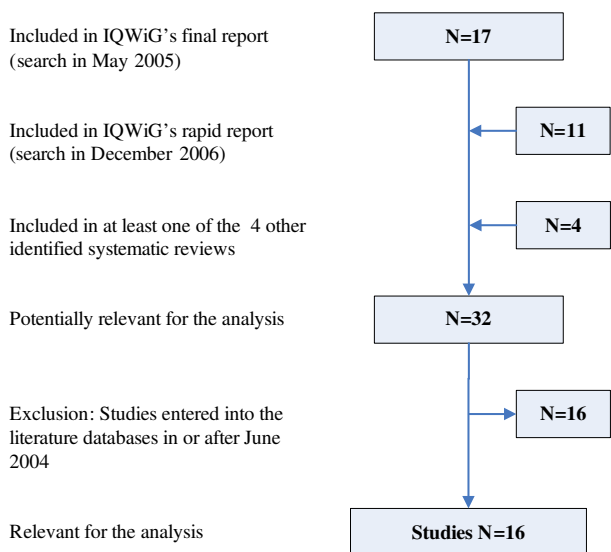 Included in IQWiG's final report
(search in May 2005)
N=17
Included in IQWiG's rapid report
(search in December 2006)
N=11
Included in at least one of the 4 other
identified systematic reviews
N=4
Potentially relevant for the analysis
N=32
Exclusion: Studies entered into the
literature databases in or after June
2004
N=16
Relevant for the analysis
Studies N=16